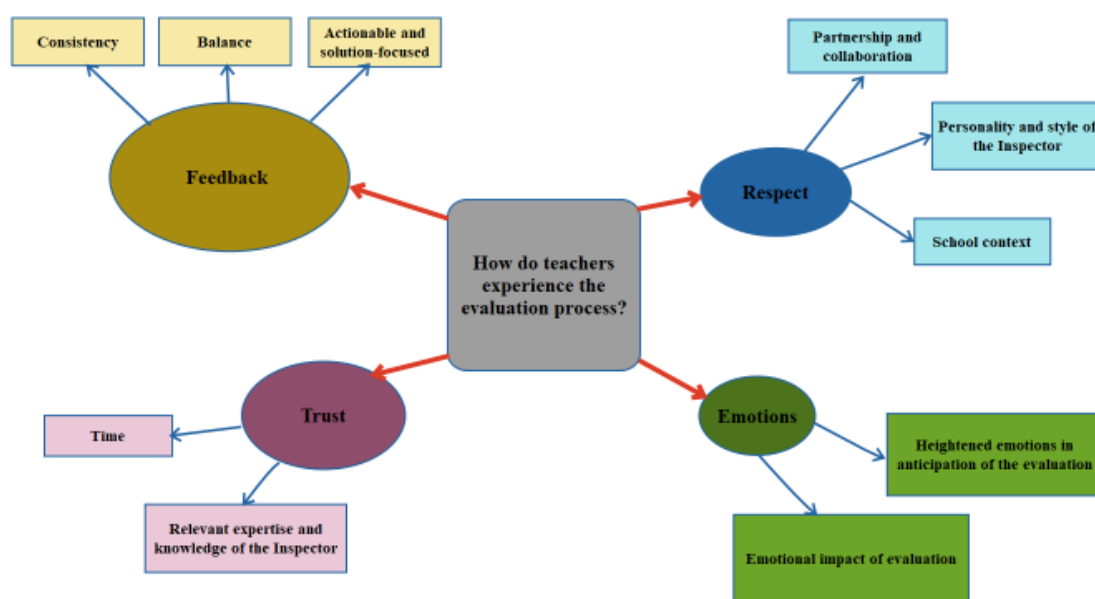 Consistency
Balance
Actionable and
solution-focused
Feedback
Partnership and
collaboration
Personality and style of
the Inspector
Respect
School context
How do teachers
experience the
evaluation process?
Trust
Time
Relevant expertise and
knowledge of the Inspector
Emotions
Heightened emotions in
anticipation of the evaluation
Emotional impact of evaluation